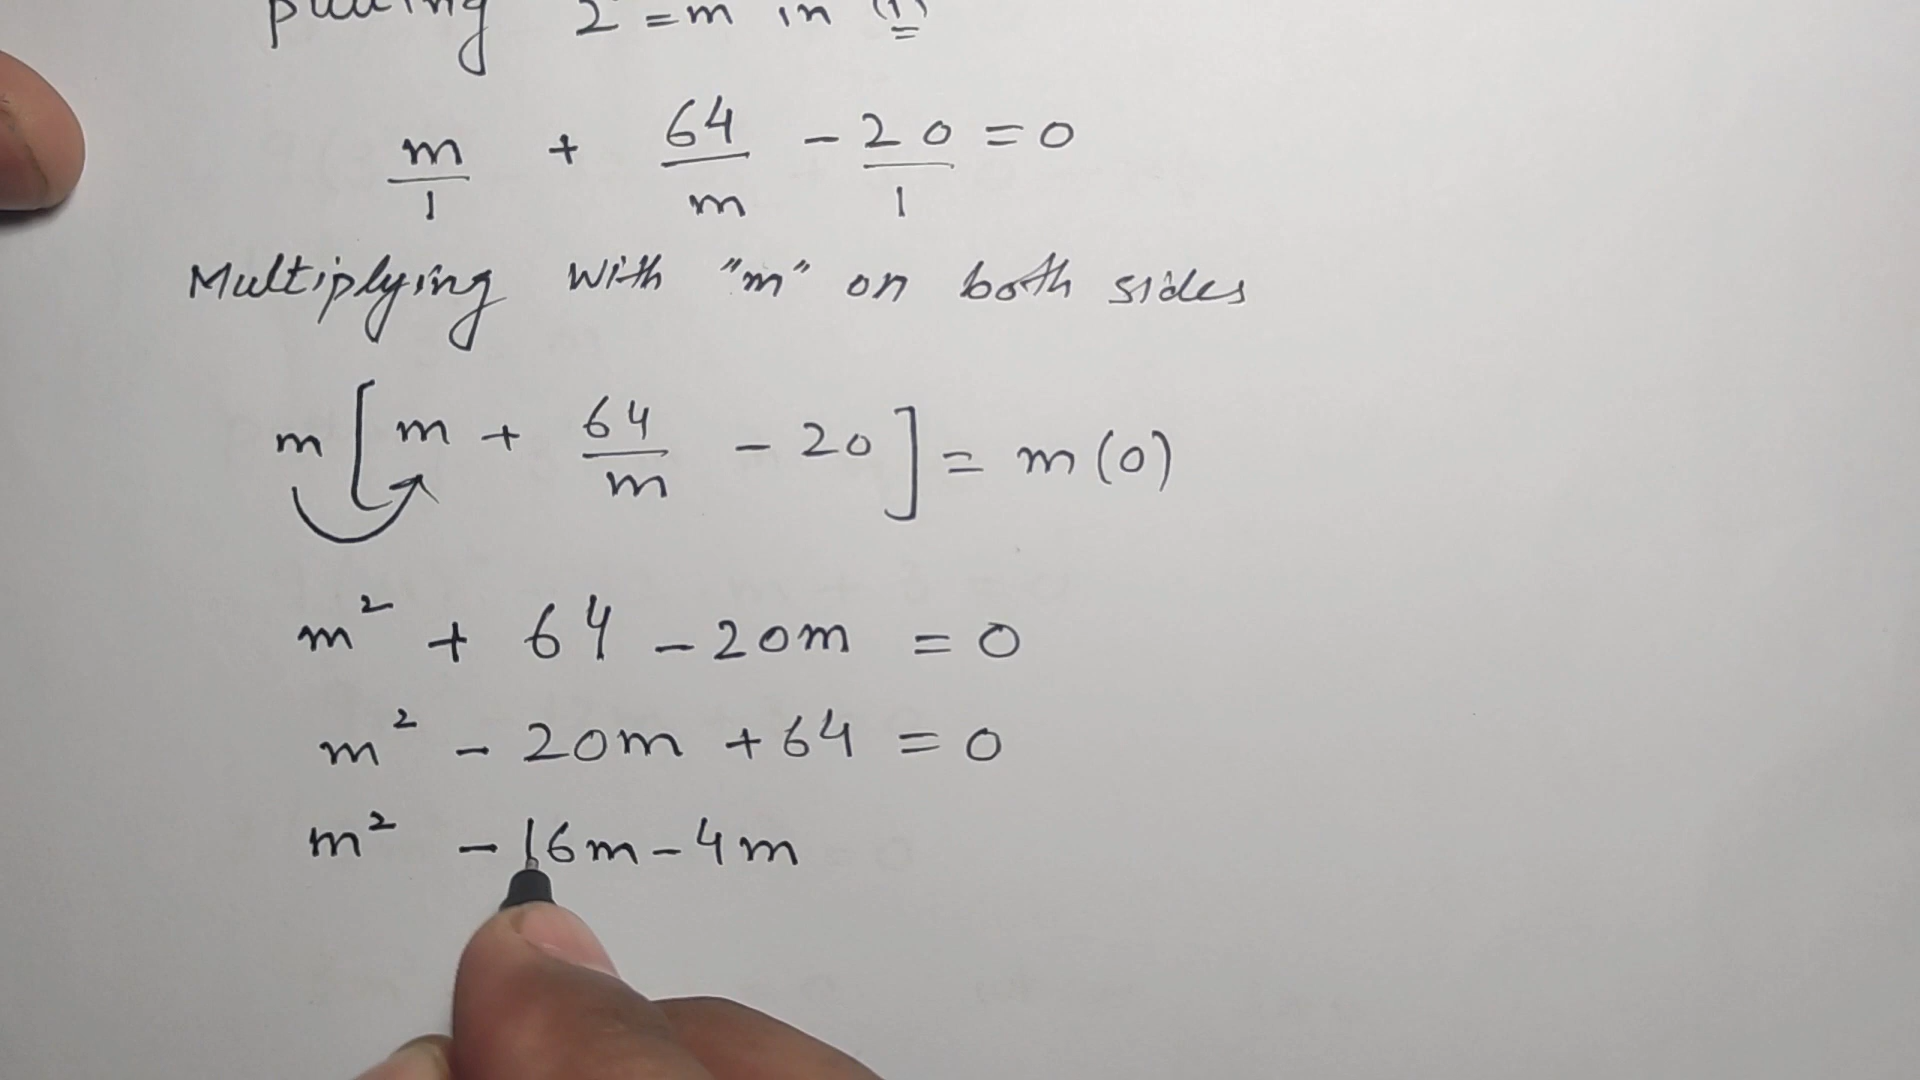 putting 2 = m in (1)
m/1 + 64/m - 20/1 = 0
Multiplying with "m" on both sides
m [m + 64/m - 20] = m(0)
m² + 64 - 20m = 0
m² - 20m + 64 = 0
m² - 16m - 4m